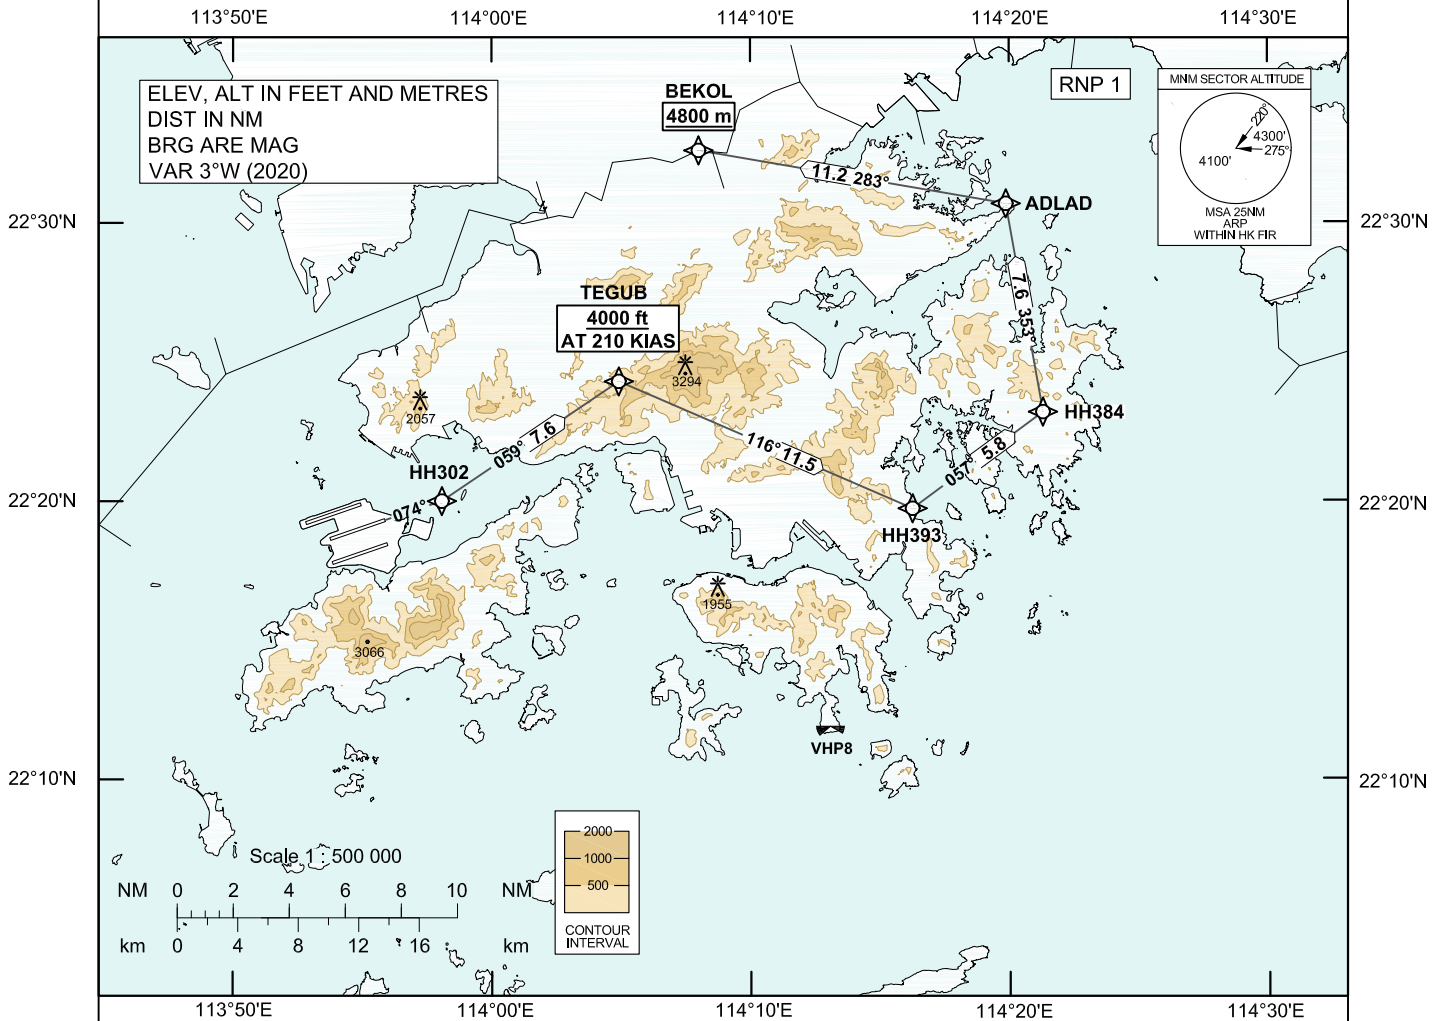 113°50'E
114°00'E
114°10'E
114°20'E
114°30'E
ELEV, ALT IN FEET AND METRES
DIST IN NM
BRG ARE MAG
VAR 3°W (2020)
BEKOL
4800 m
RNP 1
MNM SECTOR ALTITUDE
220°
4300'
275°
4100'
MSA 25NM
ARP
WITHIN HK FIR
11.2 283°
ADLAD
22°30'N
22°30'N
7.6 353°
TEGUB
4000 ft
AT 210 KIAS
3294
2057
HH384
059° 7.6
116° 11.5
057° 5.8
HH302
074°
22°20'N
22°20'N
HH393
1955
3066
VHP8
22°10'N
22°10'N
Scale 1 : 500 000
NM 0 2 4 6 8 10 NM
km 0 4 8 12 16 km
2000
1000
500
CONTOUR
INTERVAL
113°50'E
114°00'E
114°10'E
114°20'E
114°30'E